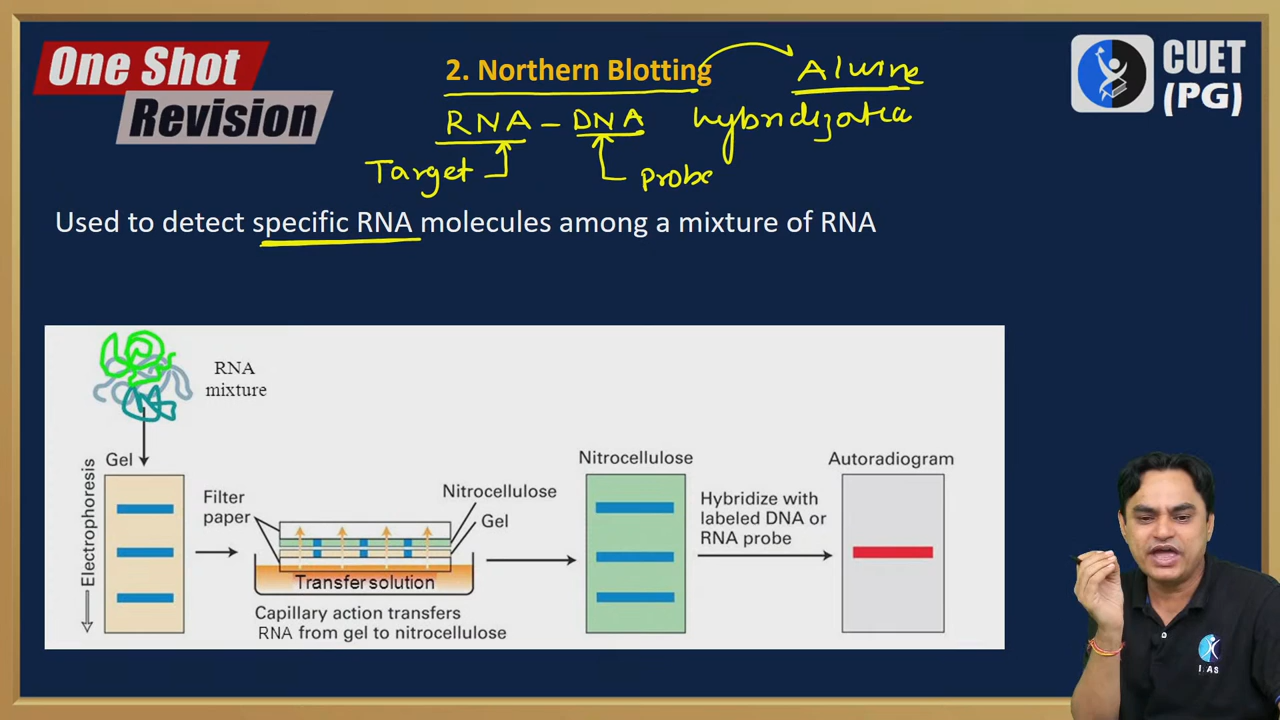 One Shot
Revision
2. Northern Blotting
Alwine
CUET
(PG)
RNA - DNA hybridization
Target
Probe
Used to detect specific RNA molecules among a mixture of RNA
RNA
mixture
Gel
Electrophoresis
Filter
paper
Nitrocellulose
Gel
Transfer solution
Capillary action transfers
RNA from gel to nitrocellulose
Nitrocellulose
Hybridize with
labeled DNA or
RNA probe
Autoradiogram